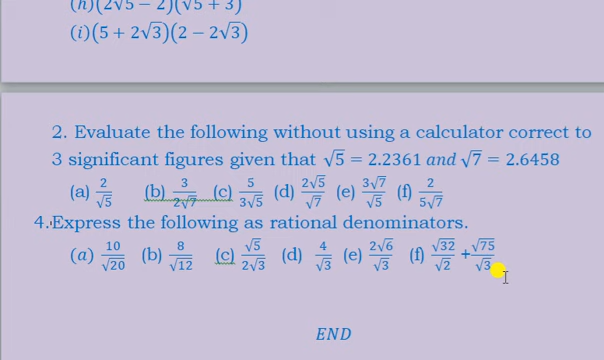 (h)(2√5 − 2)(√5 + 3)
(i)(5 + 2√3)(2 − 2√3)
2. Evaluate the following without using a calculator correct to
3 significant figures given that √5 = 2.2361 and √7 = 2.6458
(a) 2/√5 (b) 3/2√7 (c) 5/3√5 (d) 2√5/√7 (e) 3√7/√5 (f) 2/5√7
4.Express the following as rational denominators.
(a) 10/√20 (b) 8/√12 (c) √5/2√3 (d) 4/√3 (e) 2√6/√3 (f) √32/√2 +√75/√3
END